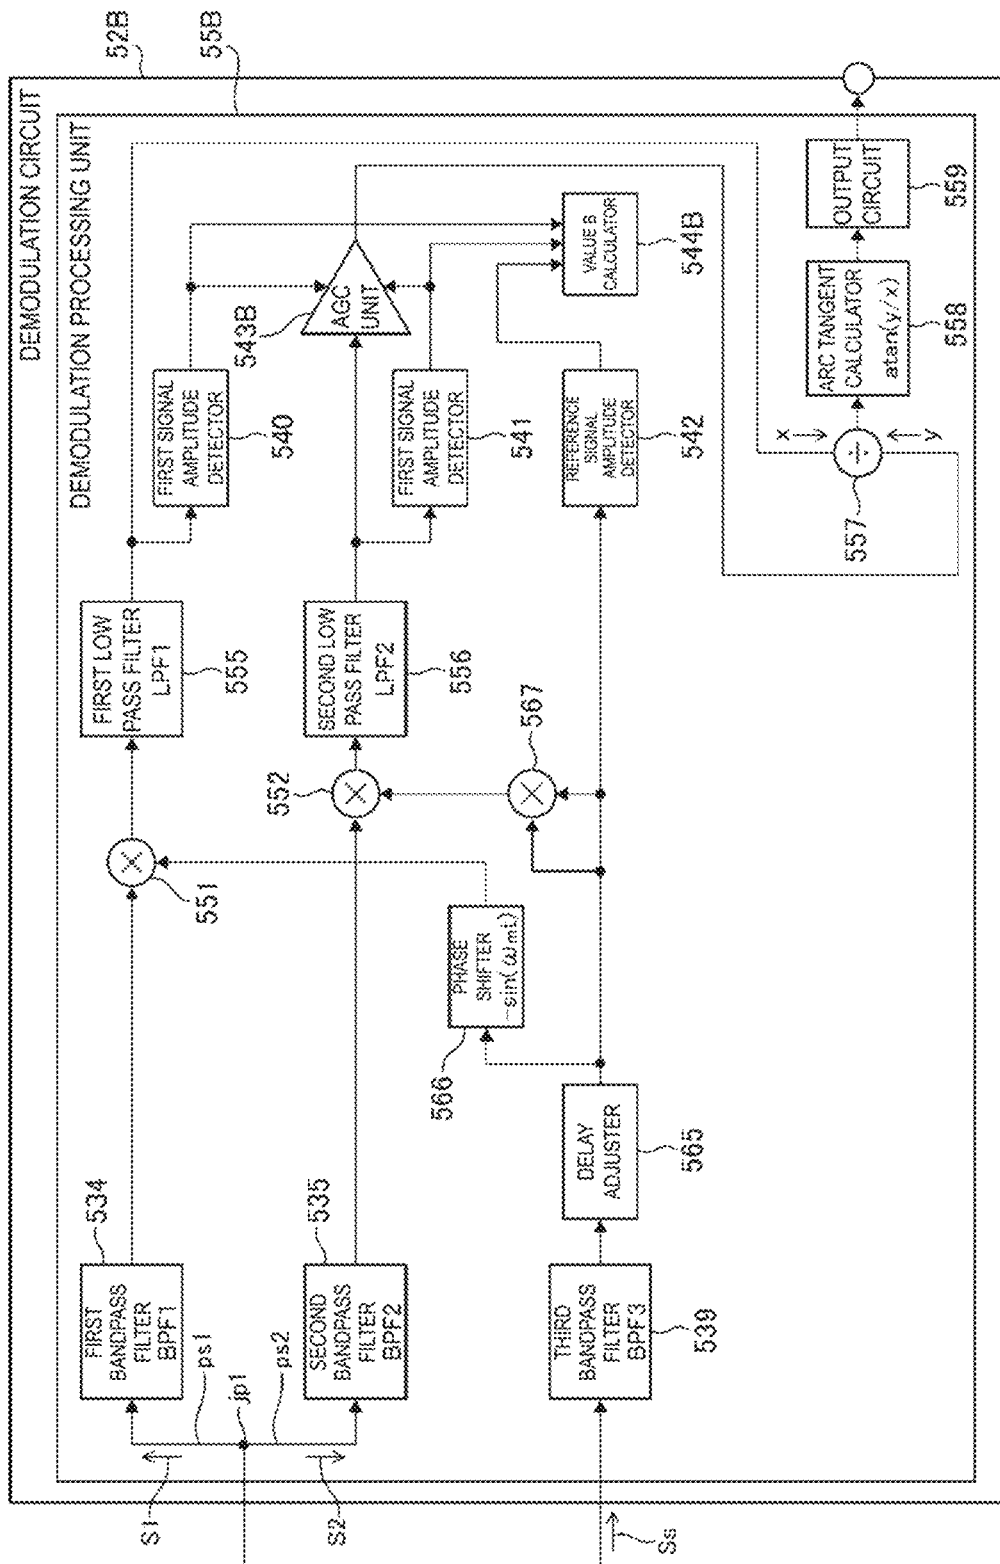 DEMODULATION CIRCUIT
52B
DEMODULATION PROCESSING UNIT
55B
S1
S2
ps1
ps2
jp1
FIRST
BANDPASS
FILTER
BPF1
534
551
FIRST LOW
PASS FILTER
LPF1
555
FIRST SIGNAL
AMPLITUDE
DETECTOR
540
SECOND
BANDPASS
FILTER
BPF2
535
552
SECOND LOW
PASS FILTER
LPF2
556
543B
AGC
UNIT
FIRST SIGNAL
AMPLITUDE
DETECTOR
541
VALUE B
CALCULATOR
544B
PHASE
SHIFTER
-sin(ωmt)
566
567
Ss
THIRD
BANDPASS
FILTER
BPF3
539
DELAY
ADJUSTER
565
REFERENCE
SIGNAL
AMPLITUDE
DETECTOR
542
x
÷
y
557
ARC TANGENT
CALCULATOR
atan(y/x)
558
OUTPUT
CIRCUIT
559